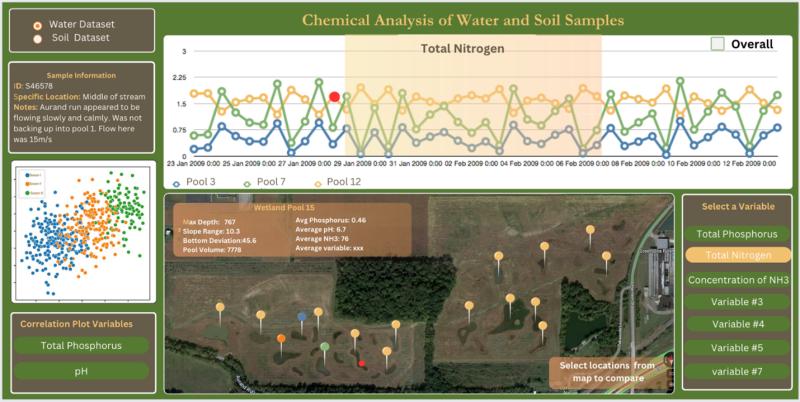 Chemical Analysis of Water and Soil Samples
Water Dataset
Soil Dataset
Sample Information
ID: S46578
Specific Location: Middle of stream
Notes: Aurand run appeared to be
flowing slowly and calmly. Was not
backing up into pool 1. Flow here
was 15m/s
Total Nitrogen
Overall
3
2.25
1.5
0.75
0
23 Jan 2009 0:00
25 Jan 2009 0:00
27 Jan 2009 0:00
29 Jan 2009 0:00
31 Jan 2009 0:00
02 Feb 2009 0:00
04 Feb 2009 0:00
06 Feb 2009 0:00
08 Feb 2009 0:00
10 Feb 2009 0:00
12 Feb 2009 0:00
Pool 3
Pool 7
Pool 12
Correlation Plot Variables
Total Phosphorus
pH
Wetland Pool 15
Max Depth: 767
Slope Range: 10.3
Bottom Deviation:45.6
Pool Volume: 7778
Avg Phosphorus: 0.46
Average pH: 6.7
Average NH3: 76
Average variable: xxx
Select locations from
map to compare
Select a Variable
Total Phosphorus
Total Nitrogen
Concentration of NH3
Variable #3
Variable #4
Variable #5
variable #7